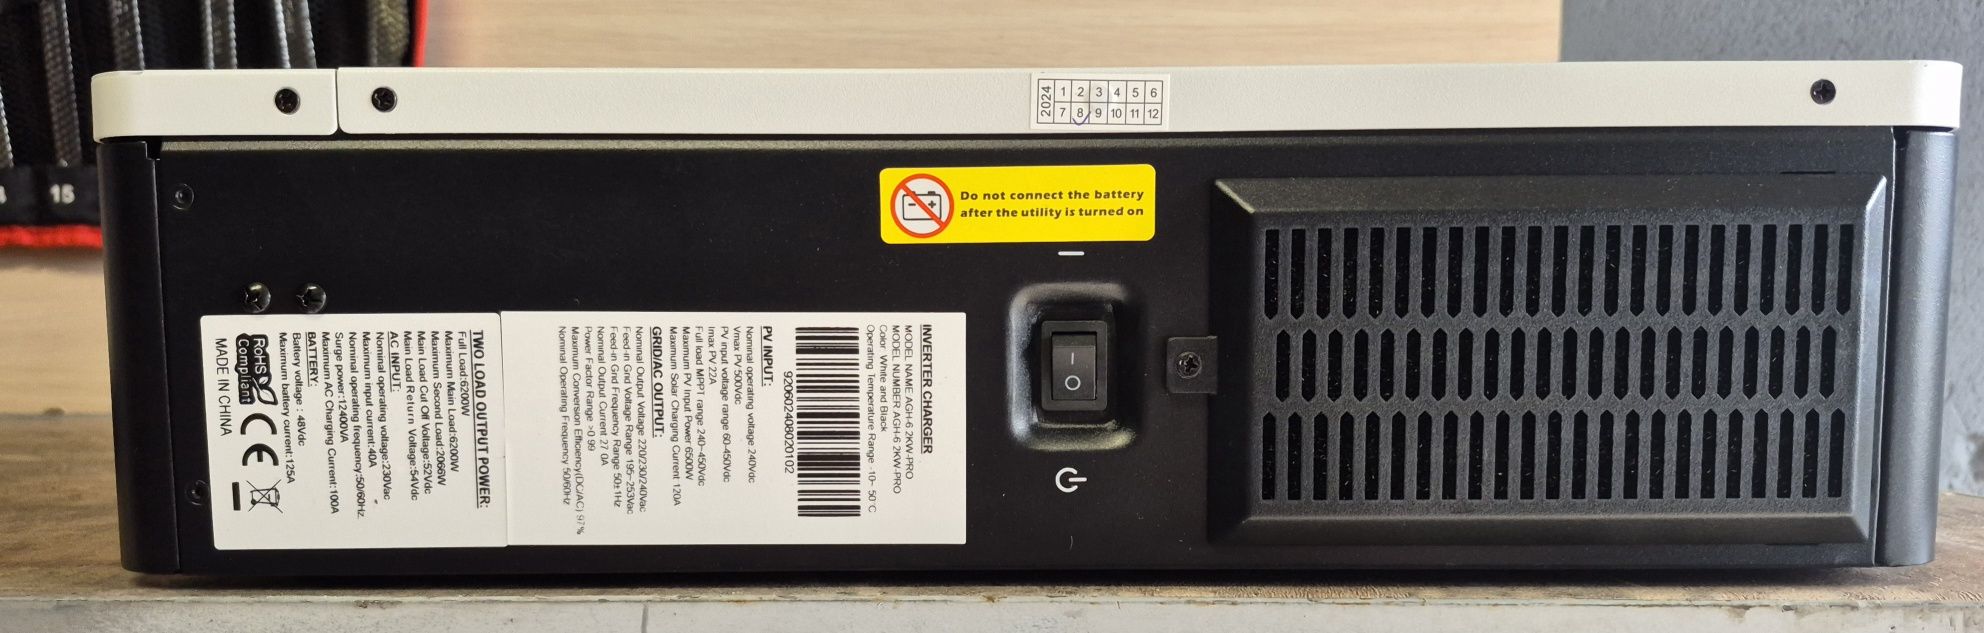 15
2024 1 2 3 4 5 6
7 8 9 10 11 12
Do not connect the battery
after the utility is turned on
INVERTER CHARGER
MODEL NAME AGH-6 2KW-PRO
MODEL NUMBER AGH-6 2KW-PRO
Color White and Black
Operating Temperature Range -10~ 50°C
92060240802010​2
PV INPUT:
Nominal operating voltage 240Vdc
Vmax PV 500Vdc
PV input voltage range 60-450Vdc
Imax PV 22A
Full load MPPT range 240~450Vdc
Maximum PV input Power 6500W
Maximum Solar Charging Current 120A
GRID/AC OUTPUT:
Nominal Output Voltage 220/230/240Vac
Feed-in Grid Voltage Range 195~253Vac
Feed-in Grid Frequency Range 50±1Hz
Nominal Output Current 27 0A
Power Factor Range >0 99
Maximum Conversion Efficiency(DC/AC) 97%
Nominal Operating Frequency 50/60Hz
TWO LOAD OUTPUT POWER:
Full Load:6200W
Maximum Main Load:6200W
Maximum Second Load:2066W
Main Load Cut Off Voltage:52Vdc
Main Load Return Voltage:54Vdc
AC INPUT:
Nominal operating voltage:230Vac
Maximum input current:40A
Nominal operating frequency:50/60Hz
Surge power:12400VA
Maximum AC Charging Current:100A
BATTERY:
Battery voltage : 48Vdc
Maximum battery current:125A
RoHS
Compliant
CE
MADE IN CHINA